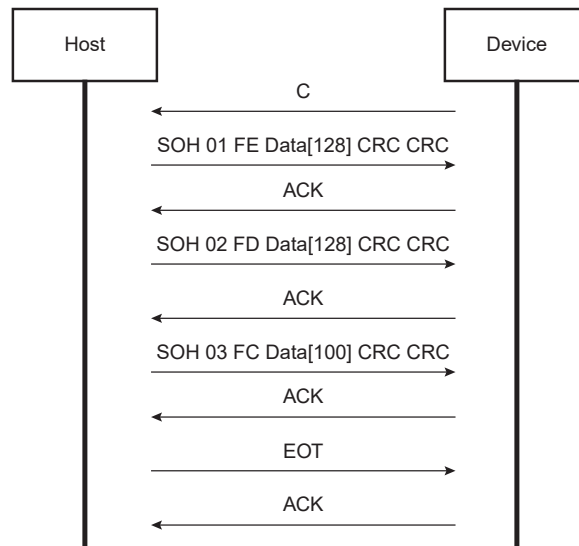 Host
Device
C
SOH 01 FE Data[128] CRC CRC
ACK
SOH 02 FD Data[128] CRC CRC
ACK
SOH 03 FC Data[100] CRC CRC
ACK
EOT
ACK